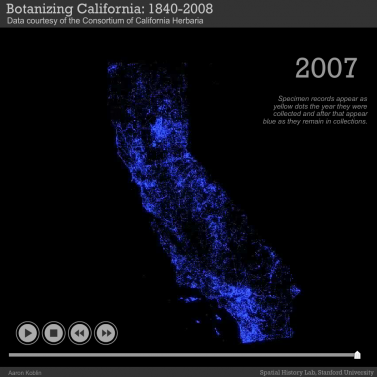 Botanizing California: 1840-2008
Data courtesy of the Consortium of California Herbaria
2007
Specimen records appear as
yellow dots the year they were
collected and after that appear
blue as they remain in collections.
Aaron Koblin
Spatial History Lab, Stanford University